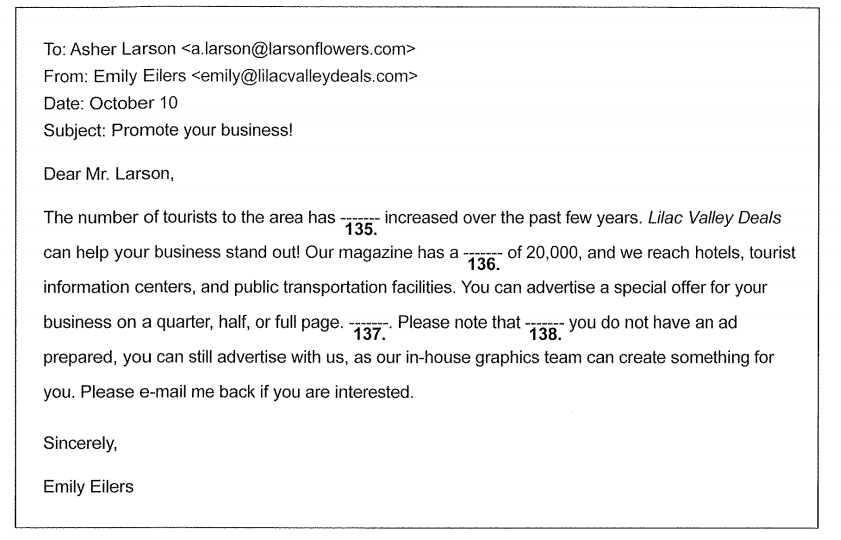 To: Asher Larson <a.larson@larsonflowers.com>
From: Emily Eilers <emily@lilacvalleydeals.com>
Date: October 10
Subject: Promote your business!
Dear Mr. Larson,
The number of tourists to the area has ------- increased over the past few years. Lilac Valley Deals
135.
can help your business stand out! Our magazine has a ------- of 20,000, and we reach hotels, tourist
136.
information centers, and public transportation facilities. You can advertise a special offer for your
business on a quarter, half, or full page. -------. Please note that ------- you do not have an ad
137. 138.
prepared, you can still advertise with us, as our in-house graphics team can create something for
you. Please e-mail me back if you are interested.
Sincerely,
Emily Eilers